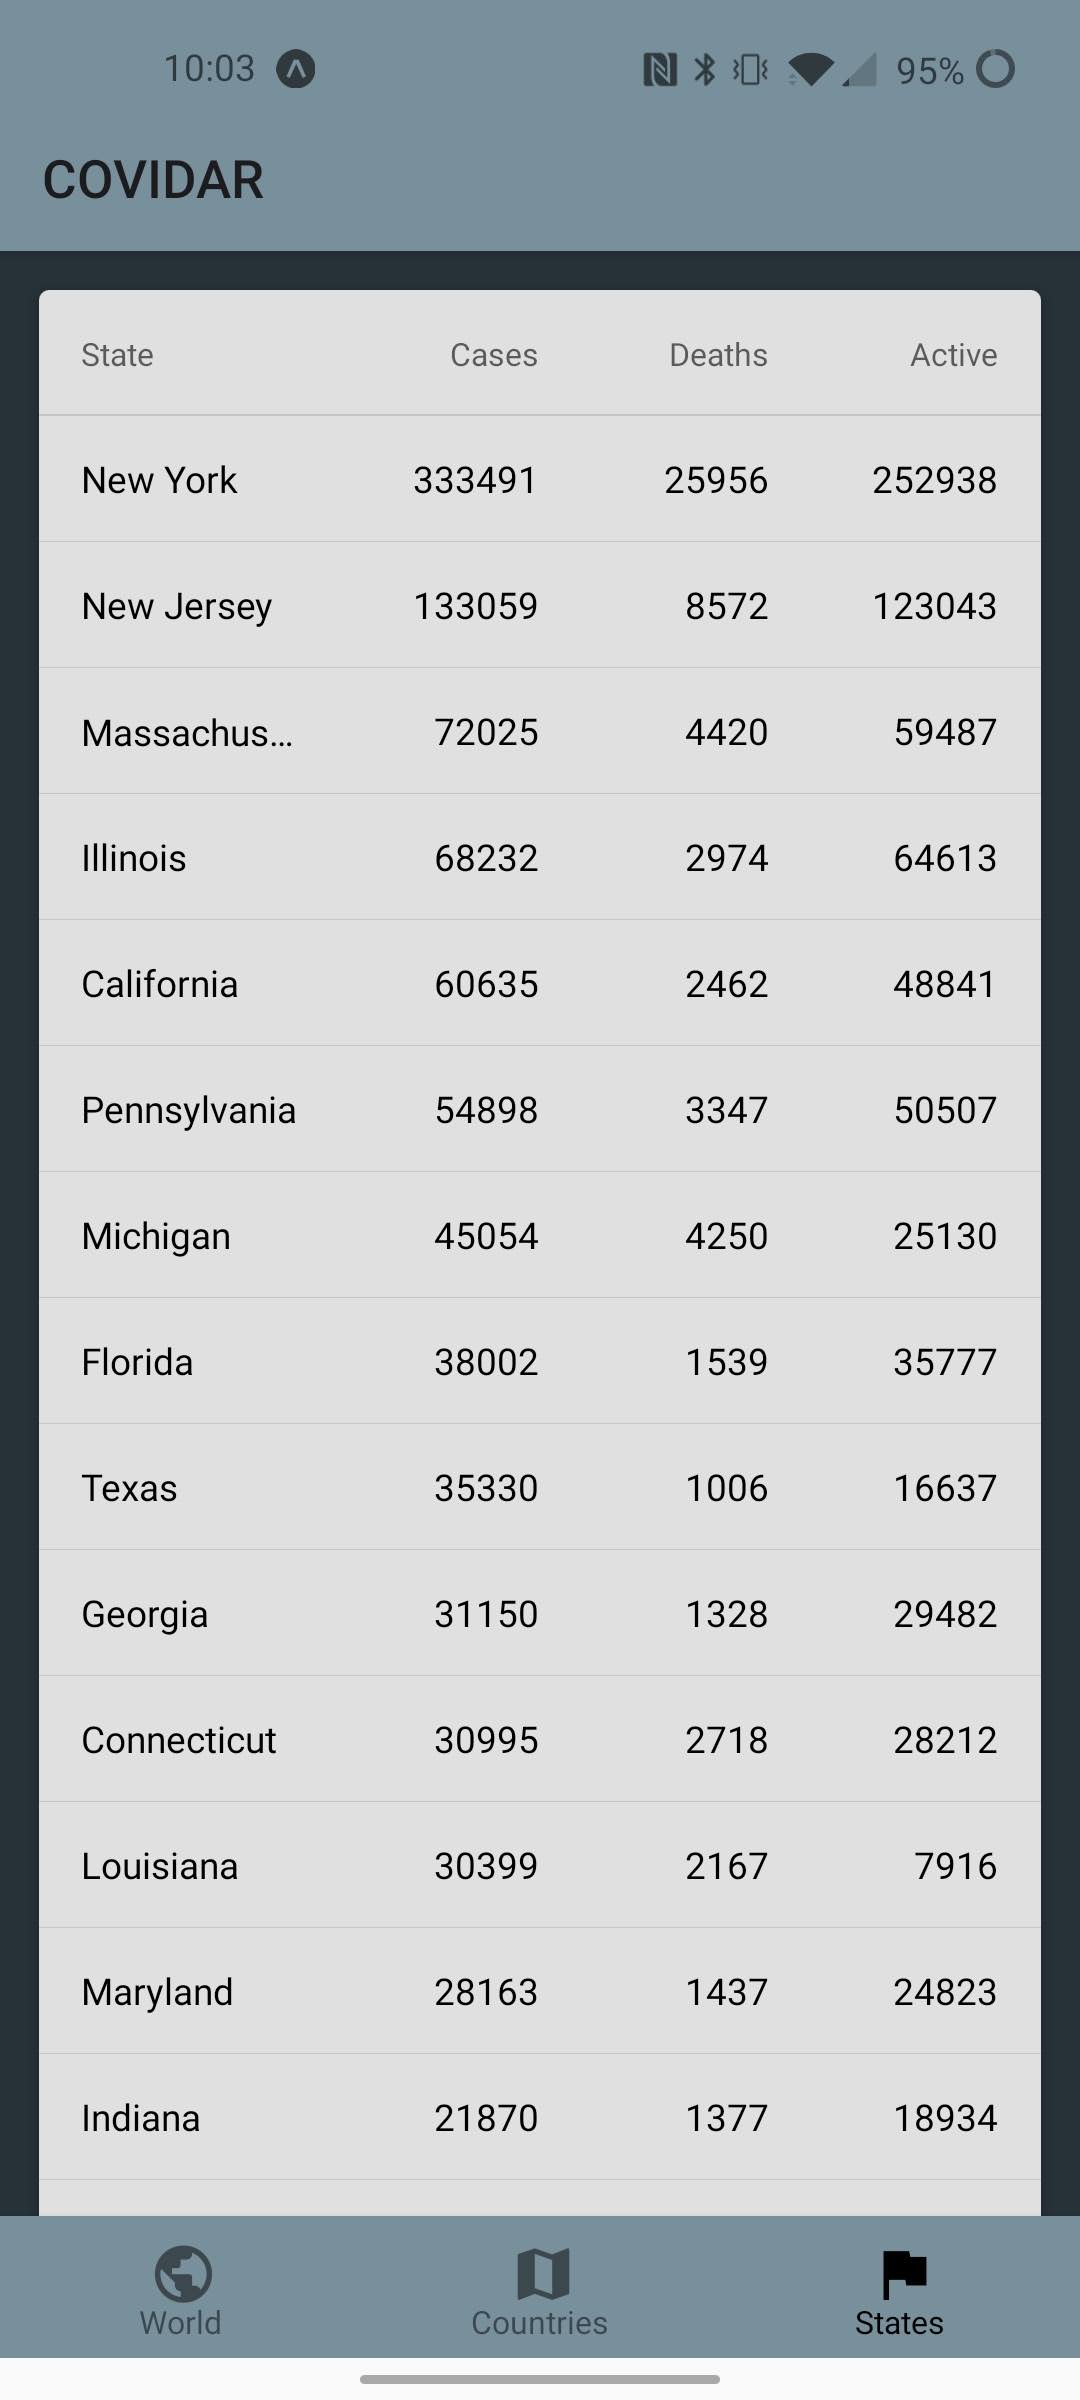 10:03 95%
COVIDAR
State Cases Deaths Active
New York 333491 25956 252938
New Jersey 133059 8572 123043
Massachus... 72025 4420 59487
Illinois 68232 2974 64613
California 60635 2462 48841
Pennsylvania 54898 3347 50507
Michigan 45054 4250 25130
Florida 38002 1539 35777
Texas 35330 1006 16637
Georgia 31150 1328 29482
Connecticut 30995 2718 28212
Louisiana 30399 2167 7916
Maryland 28163 1437 24823
Indiana 21870 1377 18934
World Countries States